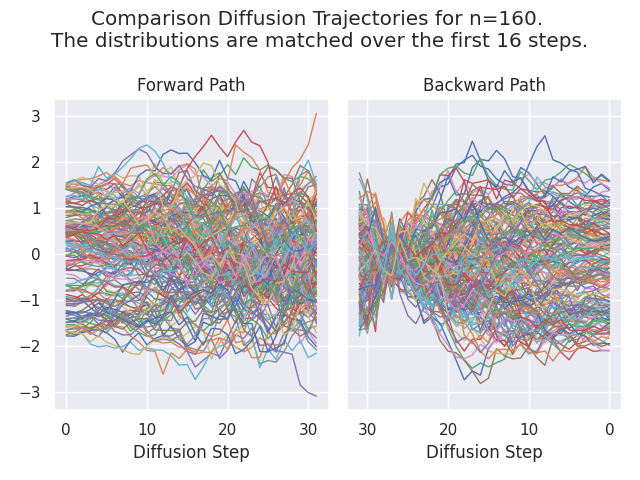 Comparison Diffusion Trajectories for n=160.
The distributions are matched over the first 16 steps.
Forward Path
Backward Path
3
2
1
0
−1
−2
−3
0 10 20 30
30 20 10 0
Diffusion Step
Diffusion Step